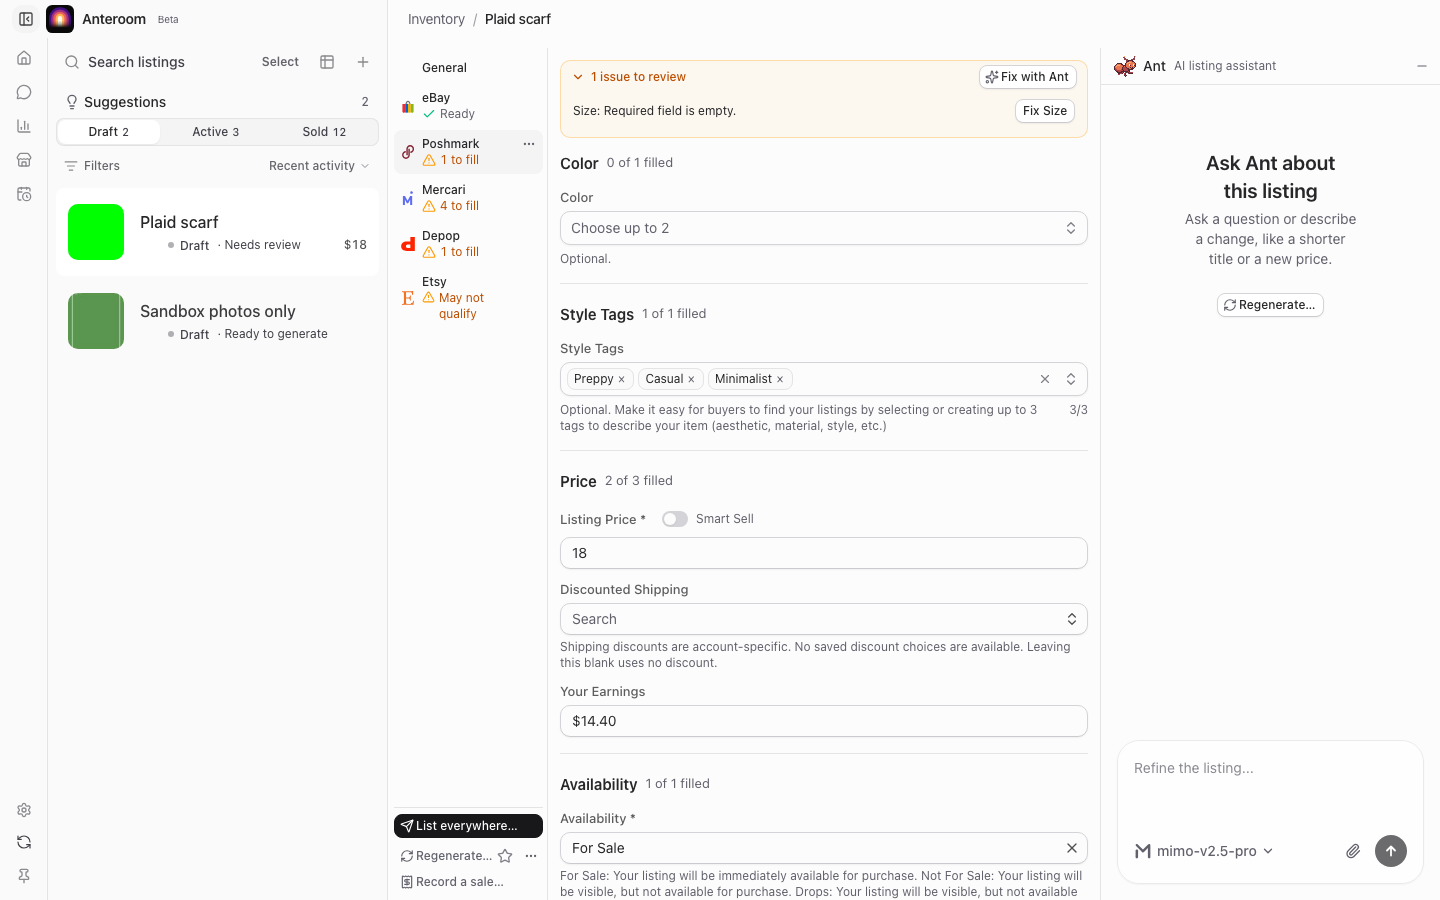 Anteroom Beta
Search listings Select
Suggestions 2
Draft 2 Active 3 Sold 12
Filters Recent activity
Plaid scarf
Draft · Needs review $18
Sandbox photos only
Draft · Ready to generate
Inventory / Plaid scarf
General
eBay
Ready
Poshmark ...
1 to fill
Mercari
4 to fill
Depop
1 to fill
Etsy
May not
qualify
List everywhere...
Regenerate... ...
Record a sale...
1 issue to review Fix with Ant
Size: Required field is empty. Fix Size
Color 0 of 1 filled
Color
Choose up to 2
Optional.
Style Tags 1 of 1 filled
Style Tags
Preppy × Casual × Minimalist ×
Optional. Make it easy for buyers to find your listings by selecting or creating up to 3 3/3
tags to describe your item (aesthetic, material, style, etc.)
Price 2 of 3 filled
Listing Price * Smart Sell
18
Discounted Shipping
Search
Shipping discounts are account-specific. No saved discount choices are available. Leaving
this blank uses no discount.
Your Earnings
$14.40
Availability 1 of 1 filled
Availability *
For Sale
For Sale: Your listing will be immediately available for purchase. Not For Sale: Your listing will
be visible, but not available for purchase. Drops: Your listing will be visible, but not available
Ant AI listing assistant
Ask Ant about
this listing
Ask a question or describe
a change, like a shorter
title or a new price.
Regenerate...
Refine the listing...
mimo-v2.5-pro